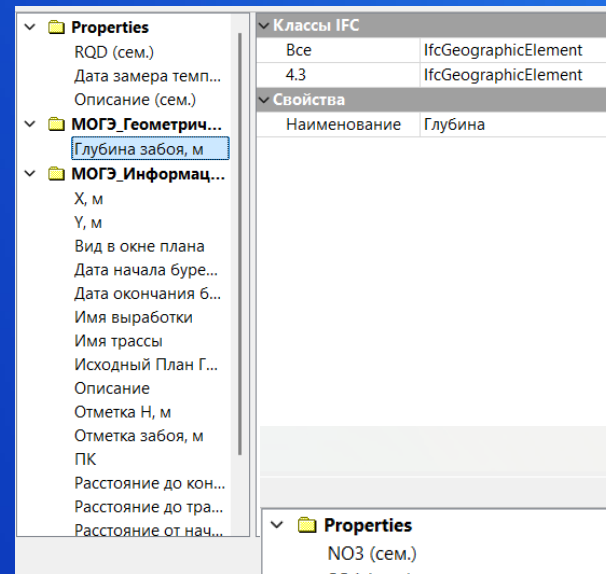 Properties
RQD (сем.)
Дата замера темп...
Описание (сем.)
МОГЭ_Геометрич...
Глубина забоя, м
МОГЭ_Информац...
X, м
Y, м
Вид в окне плана
Дата начала буре...
Дата окончания б...
Имя выработки
Имя трассы
Исходный План Г...
Описание
Отметка Н, м
Отметка забоя, м
ПК
Расстояние до кон...
Расстояние до тра...
Расстояние от нач...
Классы IFC
Все IfcGeographicElement
4.3 IfcGeographicElement
Свойства
Наименование Глубина
Properties
NO3 (сем.)